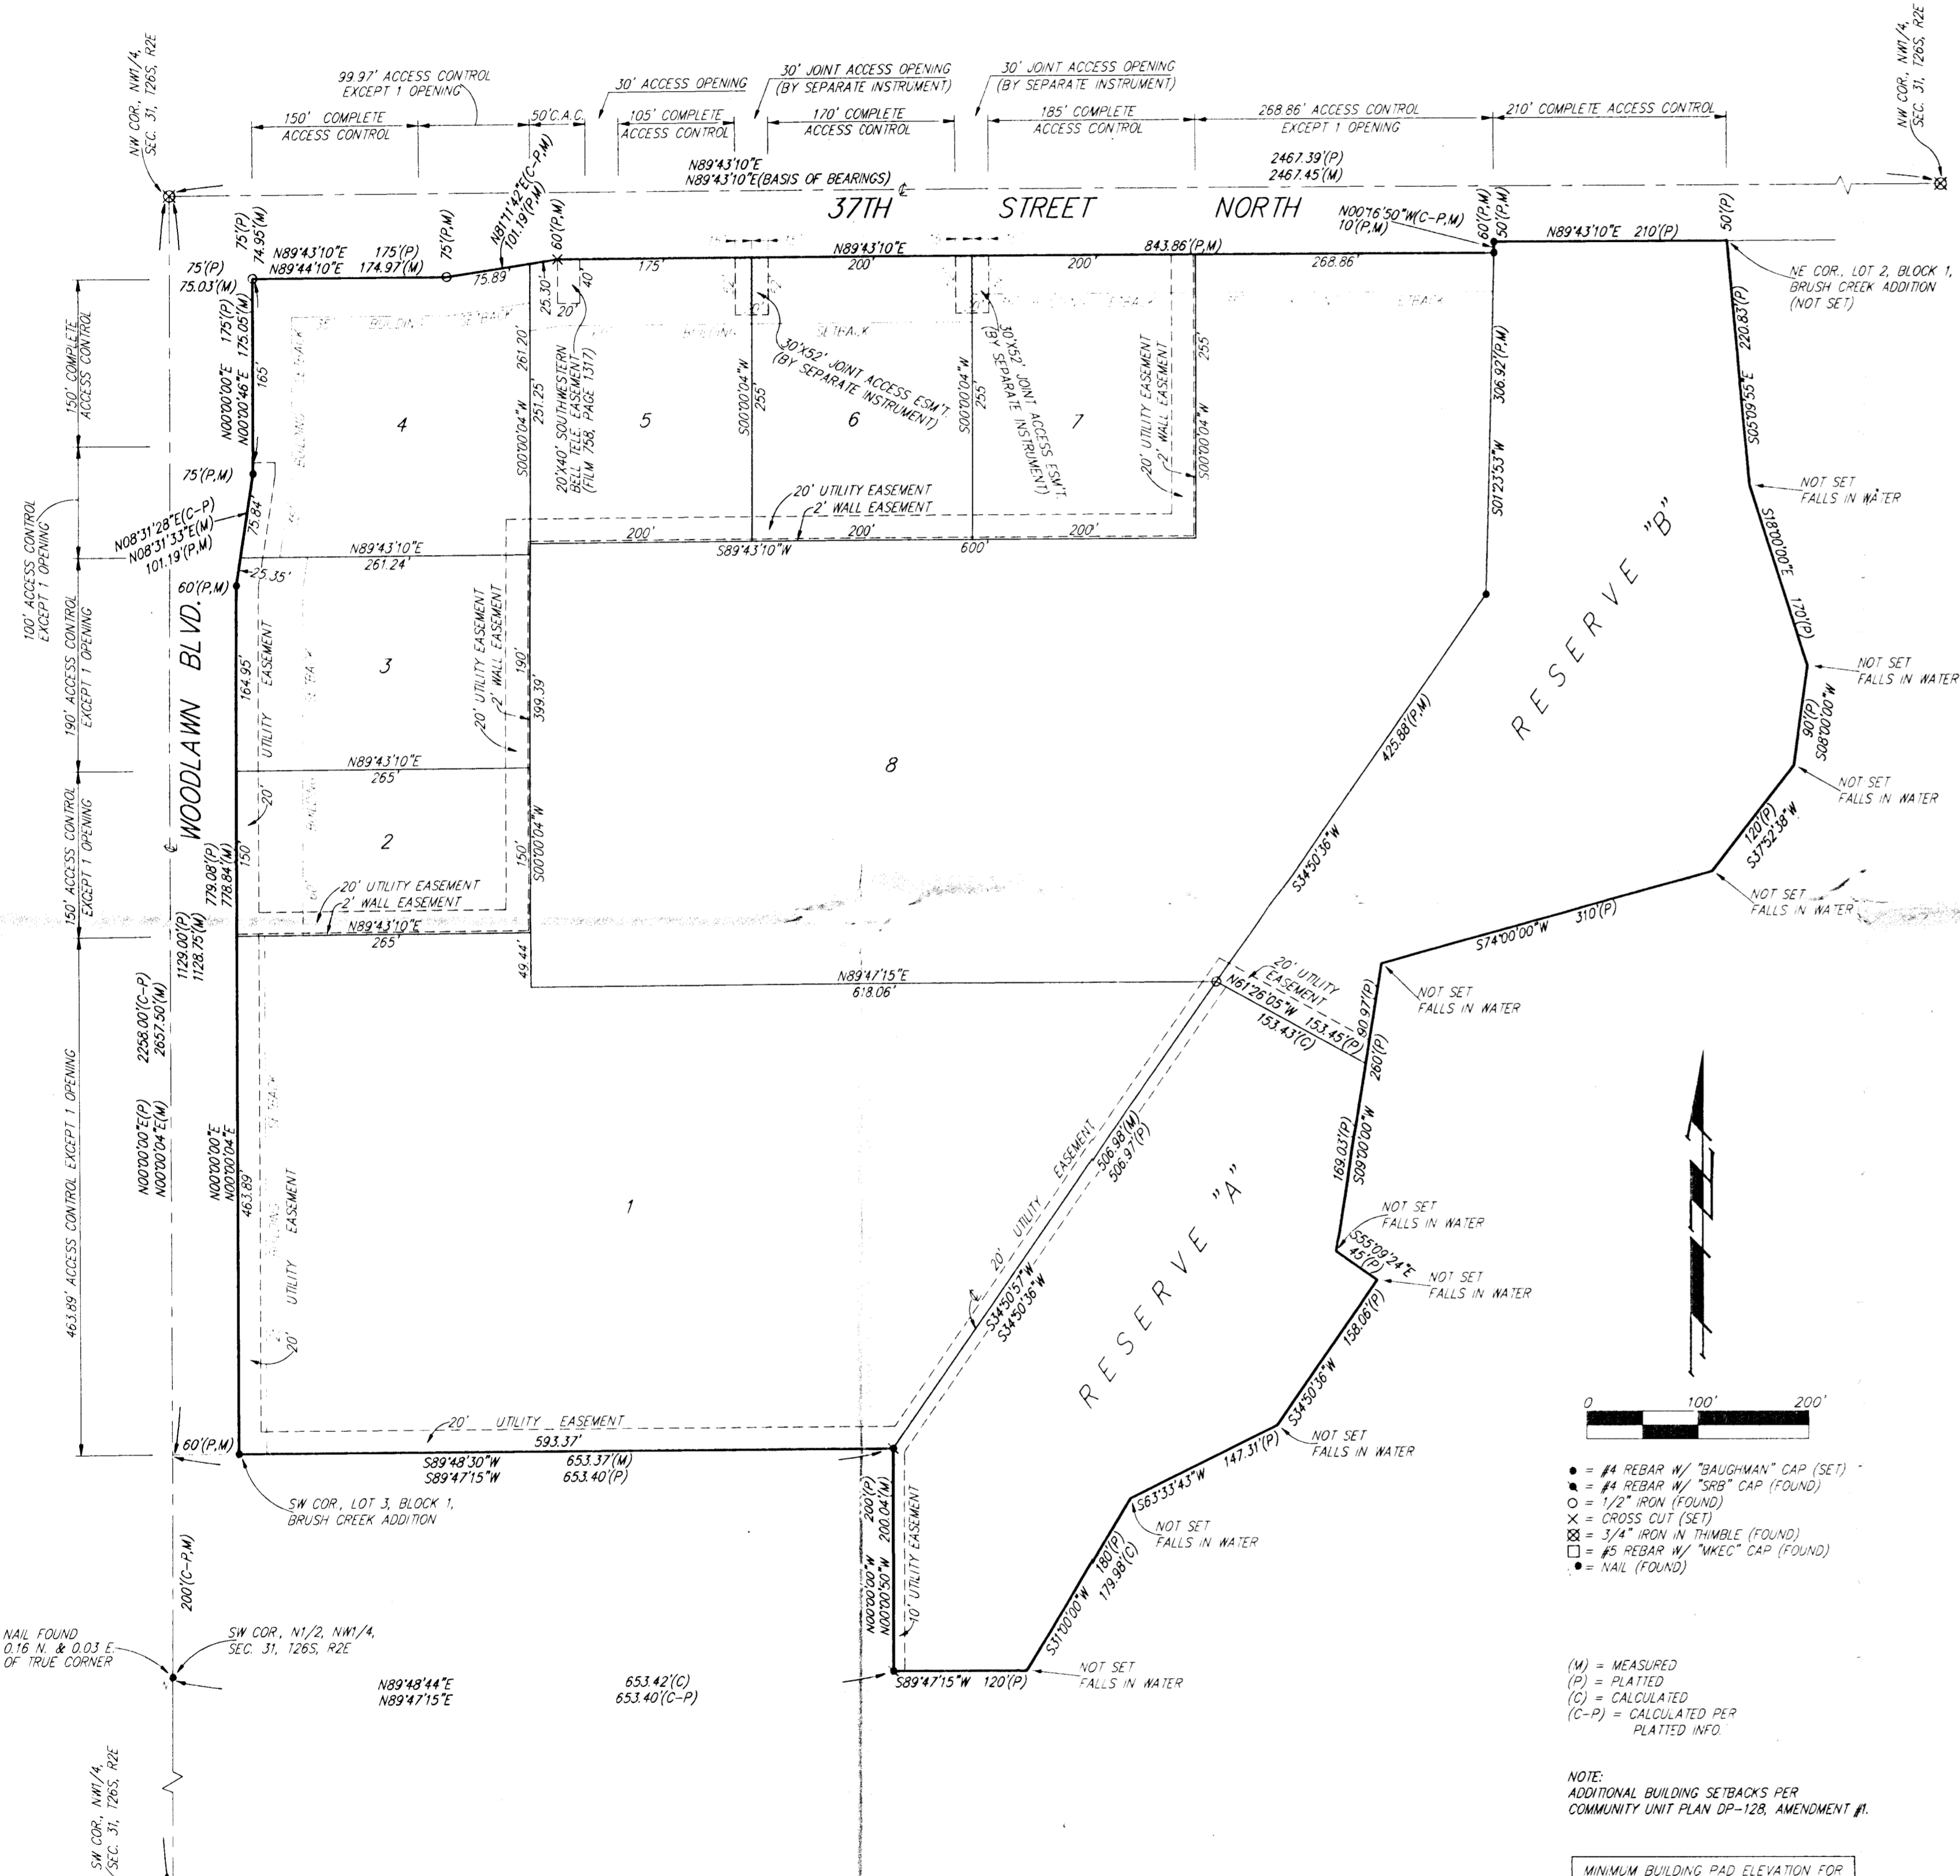 NW COR., NW1/4,
SEC. 31, T26S, R2E
99.97' ACCESS CONTROL
EXCEPT 1 OPENING
150' COMPLETE
ACCESS CONTROL
50'C.A.C.
30' ACCESS OPENING
105' COMPLETE
ACCESS CONTROL
30' JOINT ACCESS OPENING
(BY SEPARATE INSTRUMENT)
170' COMPLETE
ACCESS CONTROL
30' JOINT ACCESS OPENING
(BY SEPARATE INSTRUMENT)
185' COMPLETE
ACCESS CONTROL
268.86' ACCESS CONTROL
EXCEPT 1 OPENING
210' COMPLETE ACCESS CONTROL
NW COR., NW1/4,
SEC. 31, T26S, R2E
N89°43'10"E
N89°43'10"E(BASIS OF BEARINGS)
2467.39'(P)
2467.45'(M)
37TH STREET NORTH
75'(P)
74.95'(M)
75'(P,M)
N81°11'42"E(C-P,M)
101.19'(P,M)
60'(P,M)
N00°16'50"W(C-P,M)
10'(P,M)
60'(P,M)
50'(P,M)
50'(P)
N89°43'10"E 175'(P)
N89°44'10"E 174.97'(M)
75'(P)
75.03'(M)
75.89'
25.30'
N89°43'10"E
843.86'(P,M)
175'
200'
200'
268.86'
N89°43'10"E 210'(P)
NE COR., LOT 2, BLOCK 1,
BRUSH CREEK ADDITION
(NOT SET)
20'
40'
35' BUILDING SETBACK
BUILDING SETBACK
SETBACK
BUILDING SETBACK
150' COMPLETE
ACCESS CONTROL
N00°00'00"E 175'(P)
N00°00'46"E 175.05'(M)
165'
4
261.20'
251.25'
S00°00'04"W
20'X40' SOUTHWESTERN
BELL TELE. EASEMENT
(FILM 758, PAGE 1317)
5
S00°00'04"W
255'
30'X52' JOINT ACCESS ESM'T.
(BY SEPARATE INSTRUMENT)
6
S00°00'04"W
255'
30'X52' JOINT ACCESS ESM'T.
(BY SEPARATE INSTRUMENT)
7
20' UTILITY EASEMENT
2' WALL EASEMENT
255'
S00°00'04"W
306.92'(P,M)
S01°23'53"W
220.83'(P)
S05°09'55"E
NOT SET
FALLS IN WATER
S18°00'00"E
170'(P)
NOT SET
FALLS IN WATER
RESERVE "B"
75'(P,M)
75.84'
N08°31'28"E(C-P)
N08°31'33"E(M)
101.19'(P,M)
100' ACCESS CONTROL
EXCEPT 1 OPENING
20' UTILITY EASEMENT
2' WALL EASEMENT
200'
200'
200'
S89°43'10"W
600'
N89°43'10"E
261.24'
25.35'
60'(P,M)
WOODLAWN BLVD.
190' ACCESS CONTROL
EXCEPT 1 OPENING
164.95'
UTILITY EASEMENT
20'
SETBACK
BUILDING
3
20' UTILITY EASEMENT
2' WALL EASEMENT
190'
399.39'
8
425.88'(P,M)
S34°50'36"W
90'(P)
S08°00'00"W
NOT SET
FALLS IN WATER
120'(P)
S37°52'38"W
NOT SET
FALLS IN WATER
N89°43'10"E
265'
150' ACCESS CONTROL
EXCEPT 1 OPENING
150'
2
150'
S00°00'04"W
20' UTILITY EASEMENT
2' WALL EASEMENT
N89°43'10"E
265'
779.08'(P)
778.84'(M)
1129.00'(P)
1128.75'(M)
49.44'
N89°47'15"E
618.06'
310'(P)
S74°00'00"W
NOT SET
FALLS IN WATER
20' UTILITY
EASEMENT
N61°26'05"W 153.45'(P)
153.43'(C)
90.97'(P)
260'(P)
169.03'(P)
S09°00'00"W
2258.00'(C-P)
2657.50'(M)
N00°00'00"E(P)
N00°00'04"E(M)
463.89' ACCESS CONTROL EXCEPT 1 OPENING
N00°00'00"E
N00°00'04"E
463.89'
BUILDING SETBACK
20' UTILITY EASEMENT
1
20' UTILITY EASEMENT
506.98'(M)
506.97'(P)
S34°50'57"W
S34°50'36"W
RESERVE "A"
NOT SET
FALLS IN WATER
S55°09'24"E
45'(P)
NOT SET
FALLS IN WATER
158.06'(P)
S34°50'36"W
NOT SET
FALLS IN WATER
147.31'(P)
S63°33'43"W
NOT SET
FALLS IN WATER
60'(P,M)
20' UTILITY EASEMENT
593.37'
S89°48'30"W 653.37'(M)
S89°47'15"W 653.40'(P)
SW COR., LOT 3, BLOCK 1,
BRUSH CREEK ADDITION
N00°00'00"W 200'(P)
N00°00'50"W 200.04'(M)
10' UTILITY EASEMENT
180'(P)
179.98'(C)
S31°00'00"W
NOT SET
FALLS IN WATER
S89°47'15"W 120'(P)
200'(C-P,M)
NAIL FOUND
0.16 N. & 0.03 E.
OF TRUE CORNER
SW COR., N1/2, NW1/4,
SEC. 31, T26S, R2E
N89°48'44"E 653.42'(C)
N89°47'15"E 653.40'(C-P)
SW COR., NW1/4,
SEC. 31, T26S, R2E
0 100' 200'
= #4 REBAR W/ "BAUGHMAN" CAP (SET)
= #4 REBAR W/ "SRB" CAP (FOUND)
= 1/2" IRON (FOUND)
= CROSS CUT (SET)
= 3/4" IRON IN THIMBLE (FOUND)
= #5 REBAR W/ "MKEC" CAP (FOUND)
= NAIL (FOUND)
(M) = MEASURED
(P) = PLATTED
(C) = CALCULATED
(C-P) = CALCULATED PER
PLATTED INFO.
NOTE:
ADDITIONAL BUILDING SETBACKS PER
COMMUNITY UNIT PLAN DP-128, AMENDMENT #1.
MINIMUM BUILDING PAD ELEVATION FOR